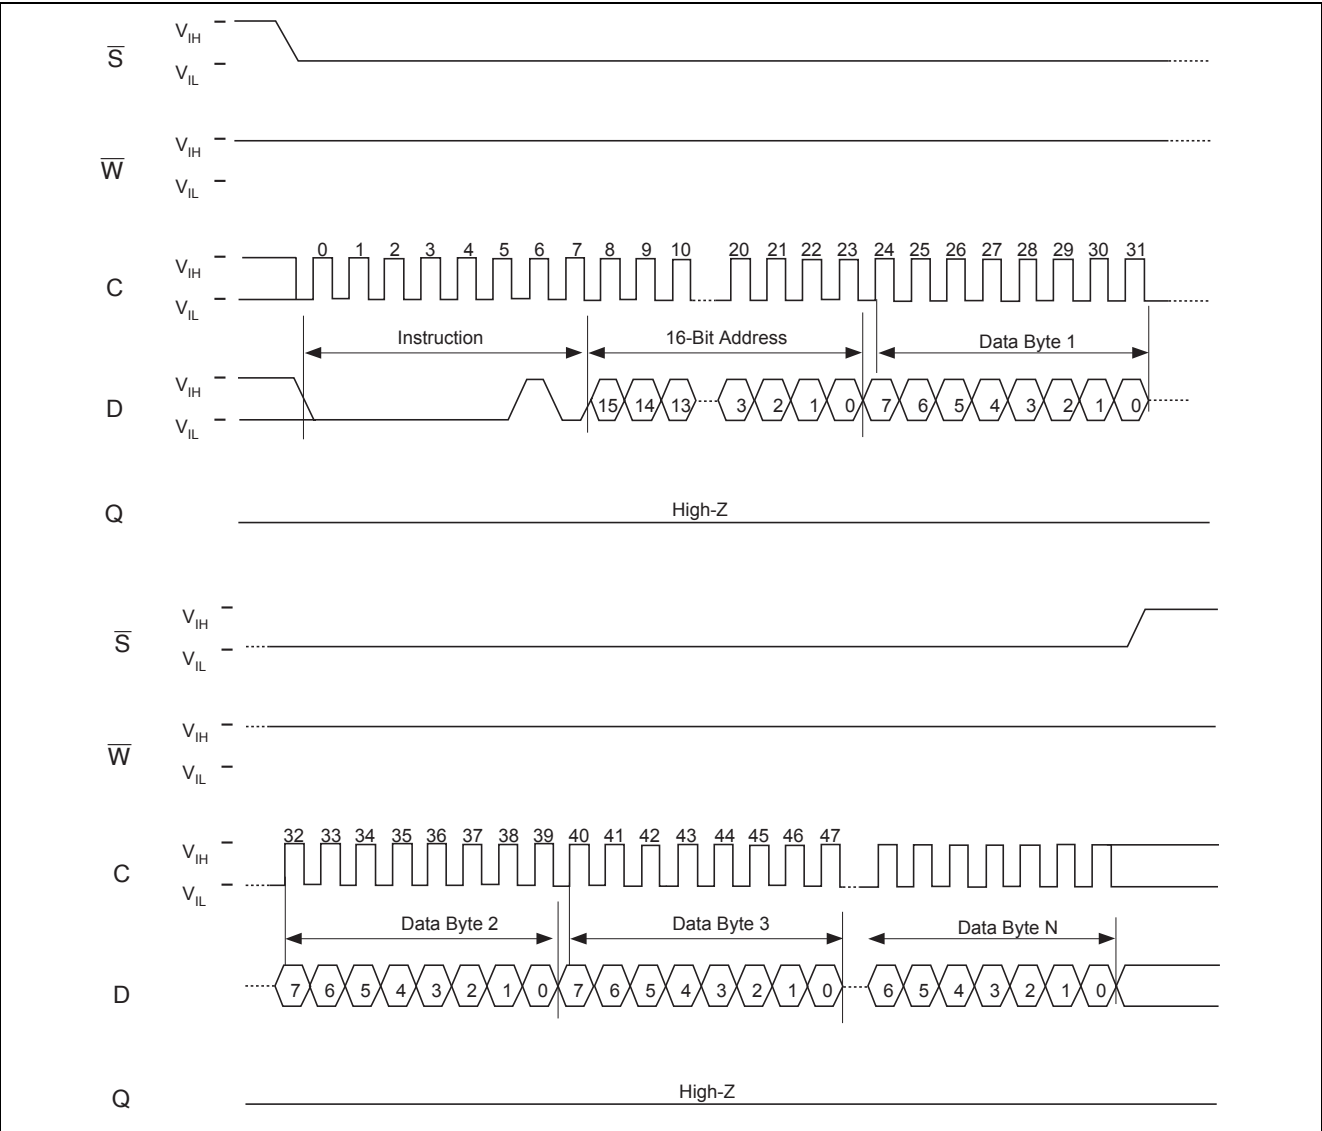 S̅ V_IH
V_IL
W̅ V_IH
V_IL
0 1 2 3 4 5 6 7 8 9 10 20 21 22 23 24 25 26 27 28 29 30 31
C V_IH
V_IL
Instruction 16-Bit Address Data Byte 1
D V_IH
V_IL
15 14 13 3 2 1 0 7 6 5 4 3 2 1 0
Q High-Z
S̅ V_IH
V_IL
W̅ V_IH
V_IL
32 33 34 35 36 37 38 39 40 41 42 43 44 45 46 47
C V_IH
V_IL
Data Byte 2 Data Byte 3 Data Byte N
D 7 6 5 4 3 2 1 0 7 6 5 4 3 2 1 0 6 5 4 3 2 1 0
Q High-Z